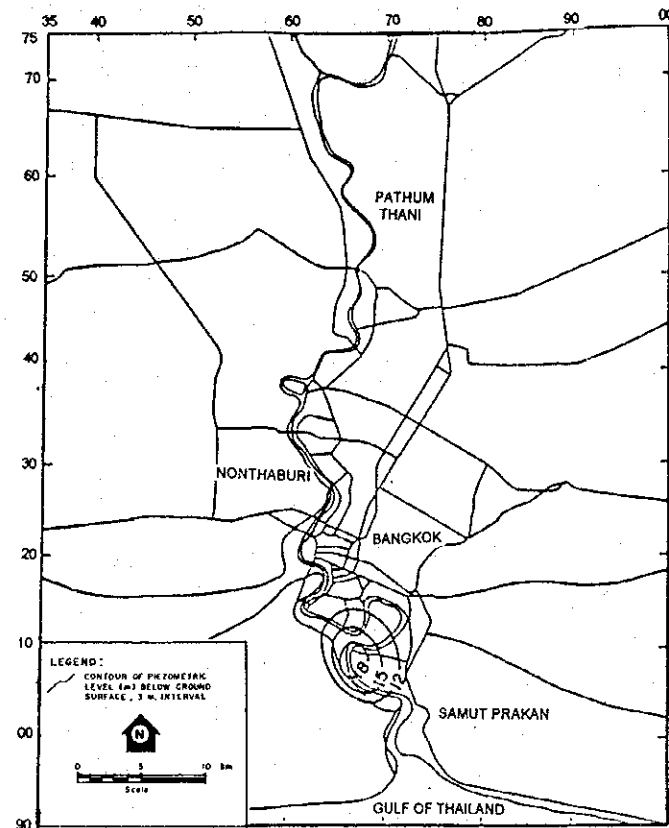 35 40 50 60 70 80 90 00
75
70
60
50
40
30
20
10
00
90
PATHUM
THANI
NONTHABURI
BANGKOK
18
15
12
SAMUT PRAKAN
GULF OF THAILAND
LEGEND:
CONTOUR OF PIEZOMETRIC
LEVEL (m) BELOW GROUND
SURFACE, 3 M. INTERVAL
N
0 5 10 km
Scale